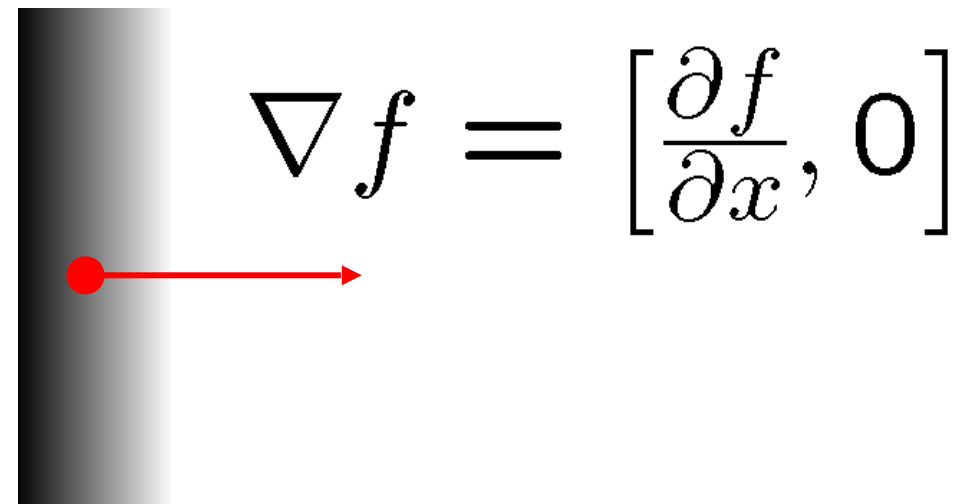 ∇f = [∂f/∂x, 0]